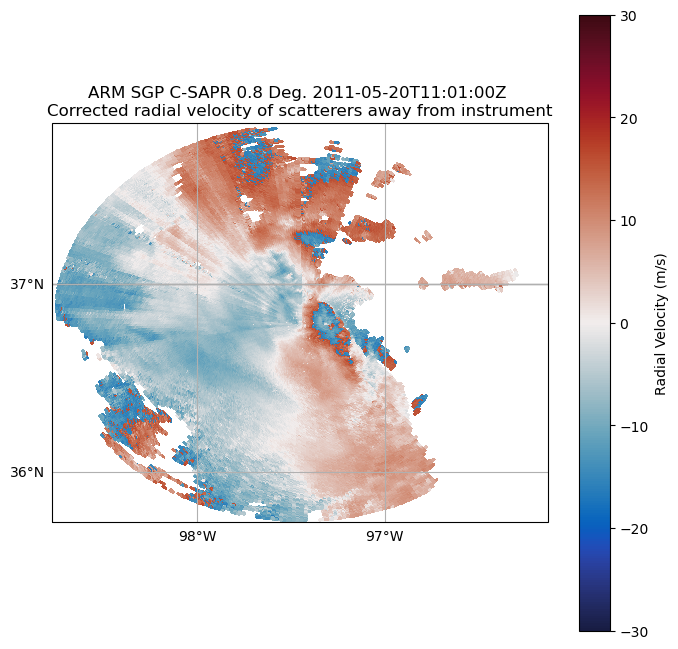 ARM SGP C-SAPR 0.8 Deg. 2011-05-20T11:01:00Z
Corrected radial velocity of scatterers away from instrument
37°N
36°N
98°W
97°W
30
20
10
0
−10
−20
−30
Radial Velocity (m/s)